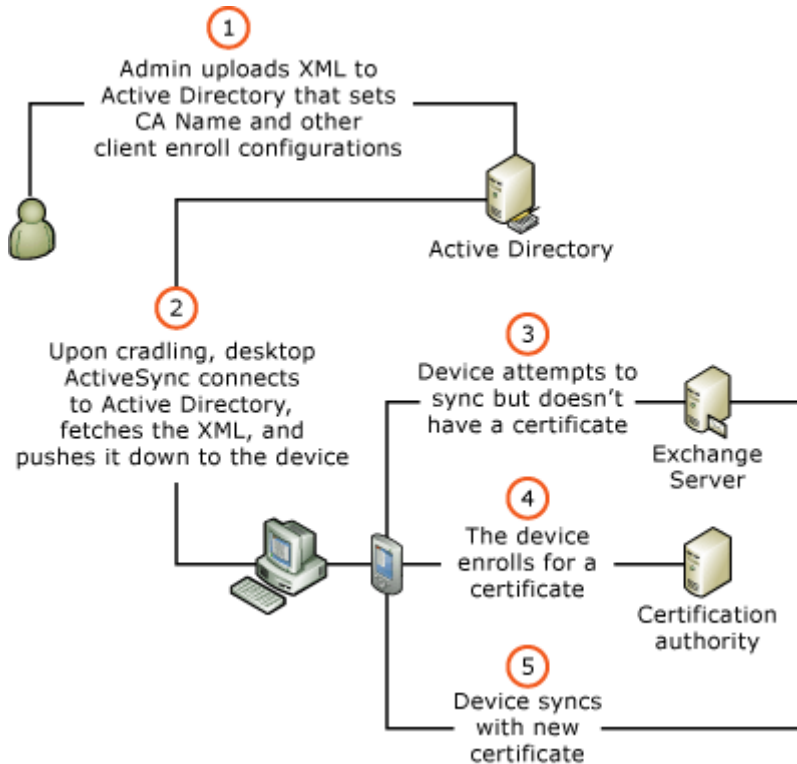 1
Admin uploads XML to
Active Directory that sets
CA Name and other
client enroll configurations
Active Directory
2
Upon cradling, desktop
ActiveSync connects
to Active Directory,
fetches the XML, and
pushes it down to the device
3
Device attempts to
sync but doesn't
have a certificate
Exchange
Server
4
The device
enrolls for a
certificate
Certification
authority
5
Device syncs
with new
certificate